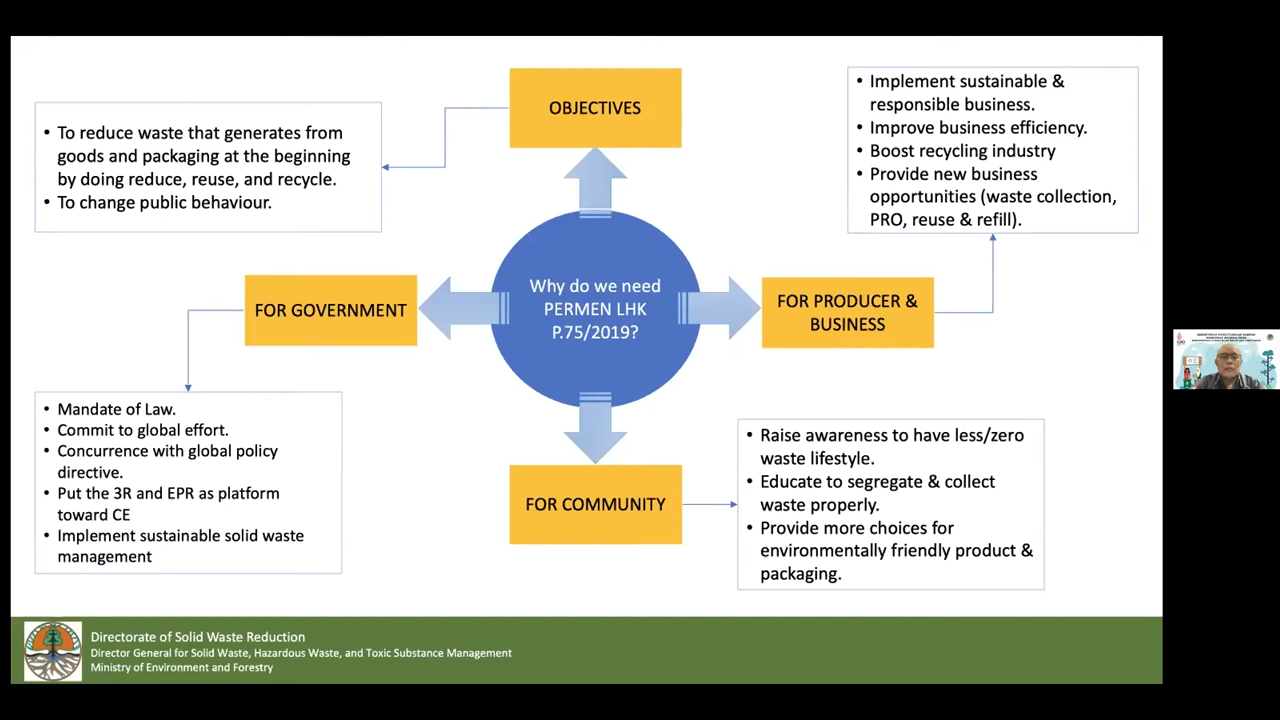 OBJECTIVES
• To reduce waste that generates from
goods and packaging at the beginning
by doing reduce, reuse, and recycle.
• To change public behaviour.
• Implement sustainable &
responsible business.
• Improve business efficiency.
• Boost recycling industry
• Provide new business
opportunities (waste collection,
PRO, reuse & refill).
FOR GOVERNMENT
Why do we need
PERMEN LHK
P.75/2019?
FOR PRODUCER &
BUSINESS
• Mandate of Law.
• Commit to global effort.
• Concurrence with global policy
directive.
• Put the 3R and EPR as platform
toward CE
• Implement sustainable solid waste
management
FOR COMMUNITY
• Raise awareness to have less/zero
waste lifestyle.
• Educate to segregate & collect
waste properly.
• Provide more choices for
environmentally friendly product &
packaging.
Directorate of Solid Waste Reduction
Director General for Solid Waste, Hazardous Waste, and Toxic Substance Management
Ministry of Environment and Forestry